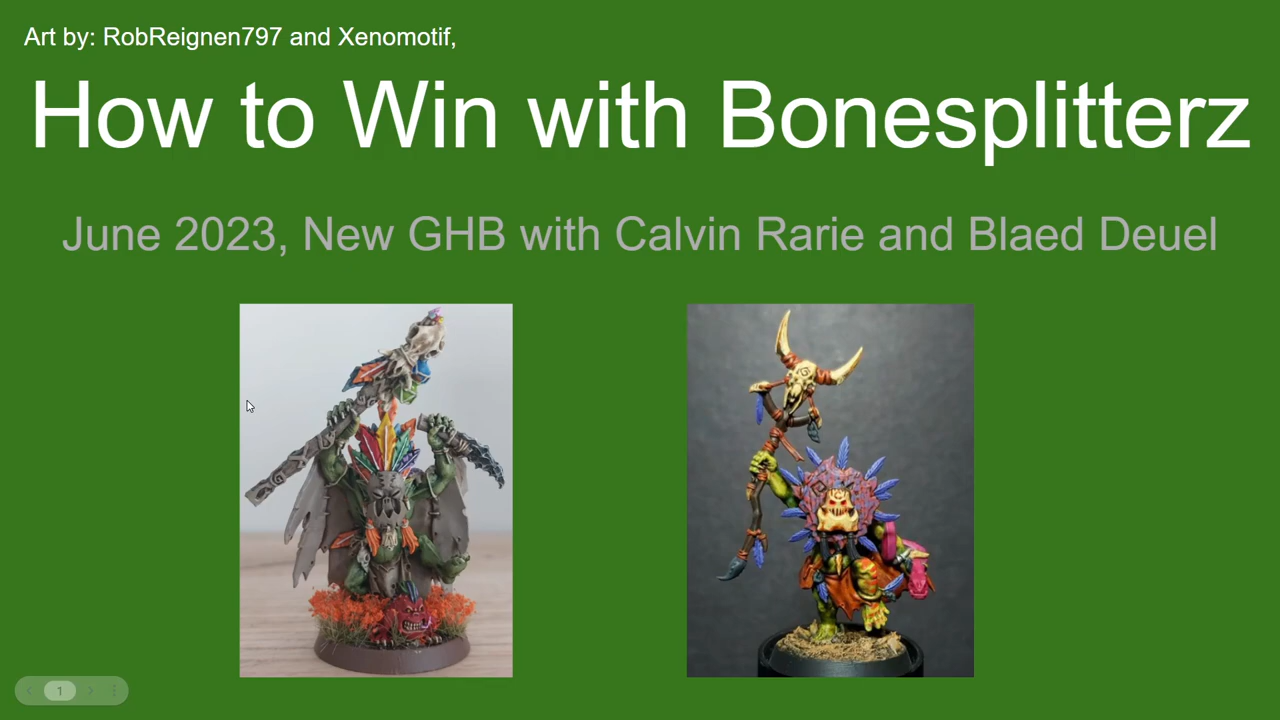 Art by: RobReignen797 and Xenomotif,
How to Win with Bonesplitterz
June 2023, New GHB with Calvin Rarie and Blaed Deuel
1